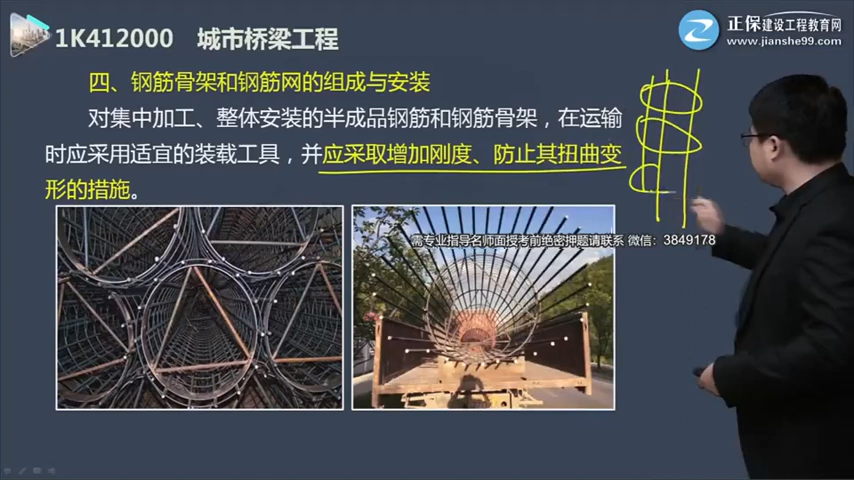 1K412000 城市桥梁工程
正保建设工程教育网
www.jianshe99.com
四、钢筋骨架和钢筋网的组成与安装
对集中加工、整体安装的半成品钢筋和钢筋骨架，在运输
时应采用适宜的装载工具，并应采取增加刚度、防止其扭曲变
形的措施。
需专业指导名师面授考前绝密押题请联系 微信：3849178